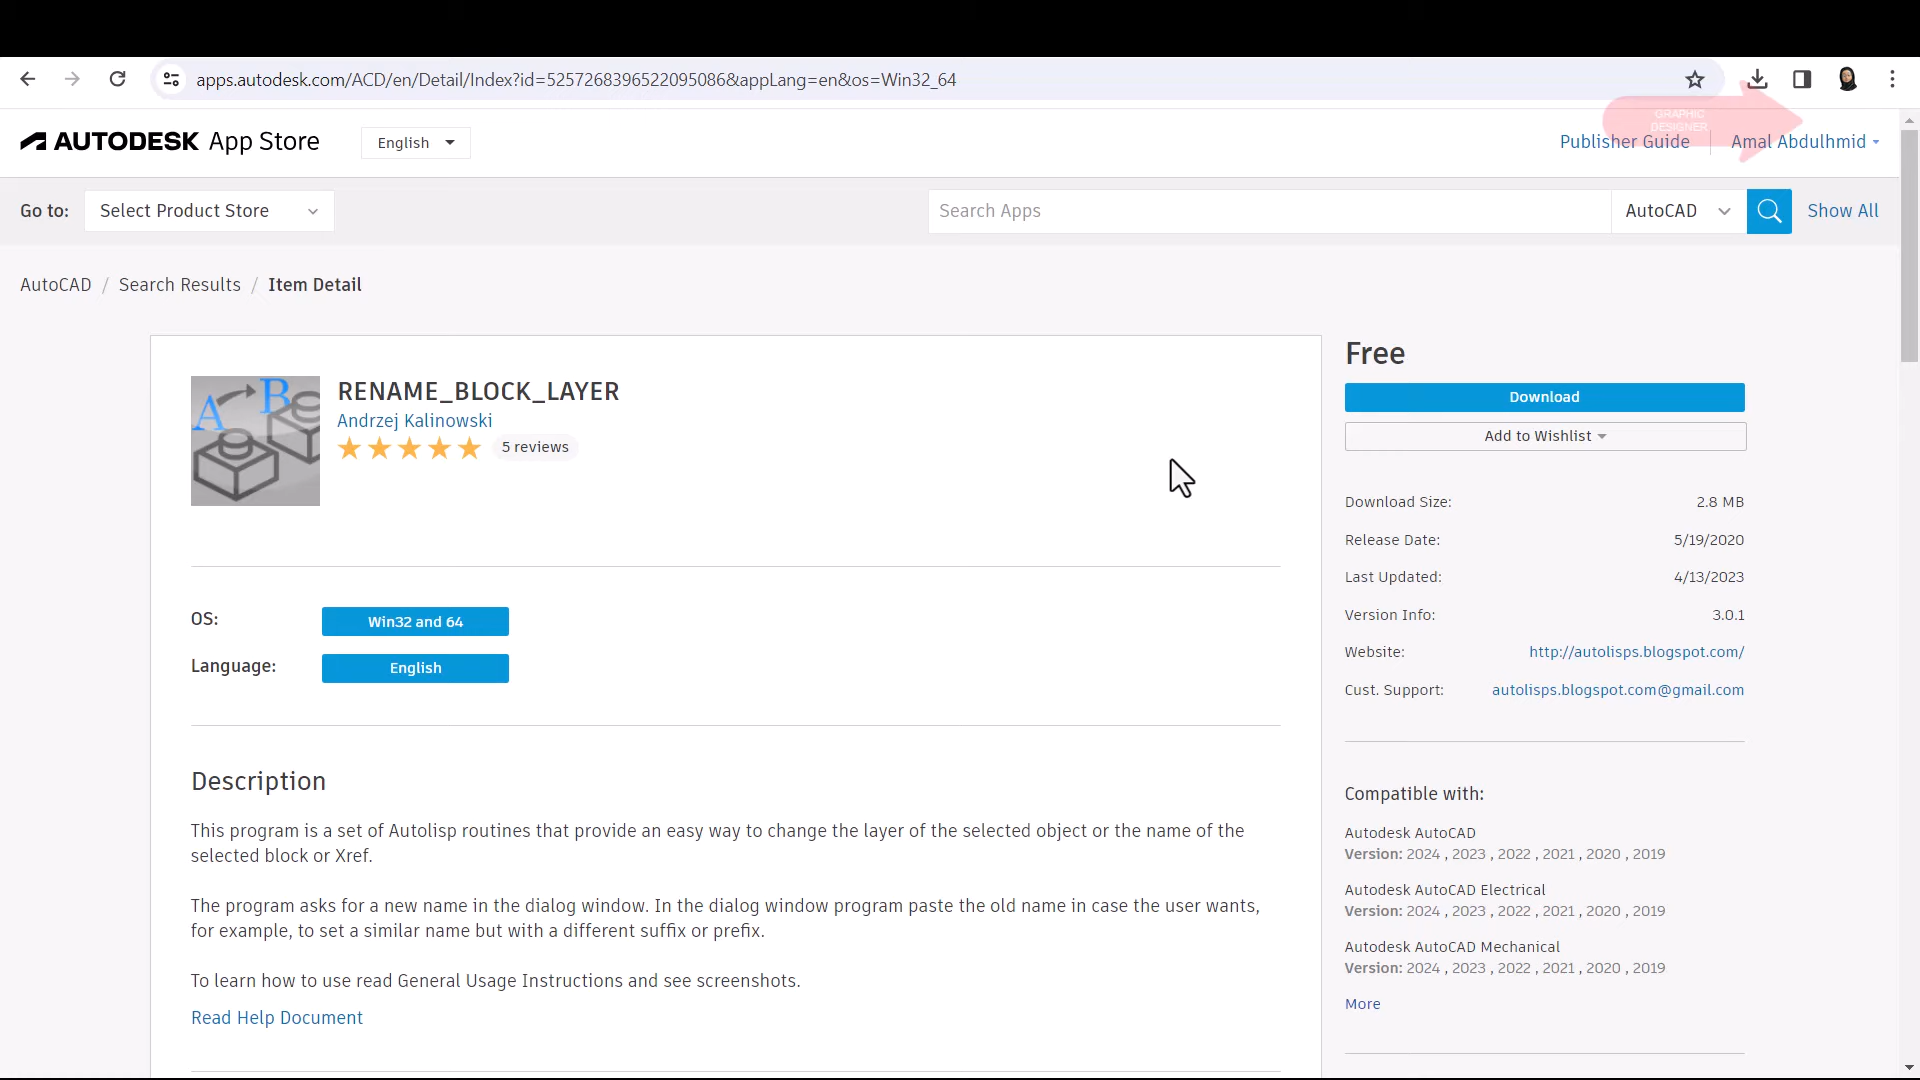 apps.autodesk.com/ACD/en/Detail/Index?id=5257268396522095086&appLang=en&os=Win32_64
AUTODESK App Store
English
GRAPHIC
DESIGNER
Publisher Guide
Amal Abdulhmid
Go to:
Select Product Store
Search Apps
AutoCAD
Show All
AutoCAD / Search Results / Item Detail
A B
RENAME_BLOCK_LAYER
Andrzej Kalinowski
5 reviews
OS:
Win32 and 64
Language:
English
Description
This program is a set of Autolisp routines that provide an easy way to change the layer of the selected object or the name of the
selected block or Xref.
The program asks for a new name in the dialog window. In the dialog window program paste the old name in case the user wants,
for example, to set a similar name but with a different suffix or prefix.
To learn how to use read General Usage Instructions and see screenshots.
Read Help Document
Free
Download
Add to Wishlist
Download Size: 2.8 MB
Release Date: 5/19/2020
Last Updated: 4/13/2023
Version Info: 3.0.1
Website: http://autolisps.blogspot.com/
Cust. Support: autolisps.blogspot.com@gmail.com
Compatible with:
Autodesk AutoCAD
Version: 2024 , 2023 , 2022 , 2021 , 2020 , 2019
Autodesk AutoCAD Electrical
Version: 2024 , 2023 , 2022 , 2021 , 2020 , 2019
Autodesk AutoCAD Mechanical
Version: 2024 , 2023 , 2022 , 2021 , 2020 , 2019
More